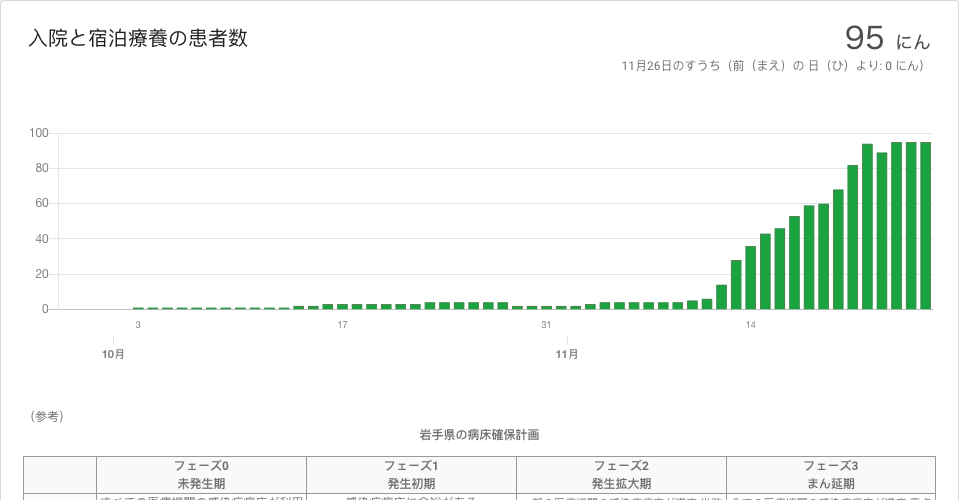 入院と宿泊療養の患者数
95 にん
11月26日のすうち（前（まえ）の 日（ひ）より: 0 にん）
100
80
60
40
20
0
3 17 31 14
10月 11月
（参考）
岩手県の病床確保計画
フェーズ0 フェーズ1 フェーズ2 フェーズ3
未発生期 発生初期 発生拡大期 まん延期